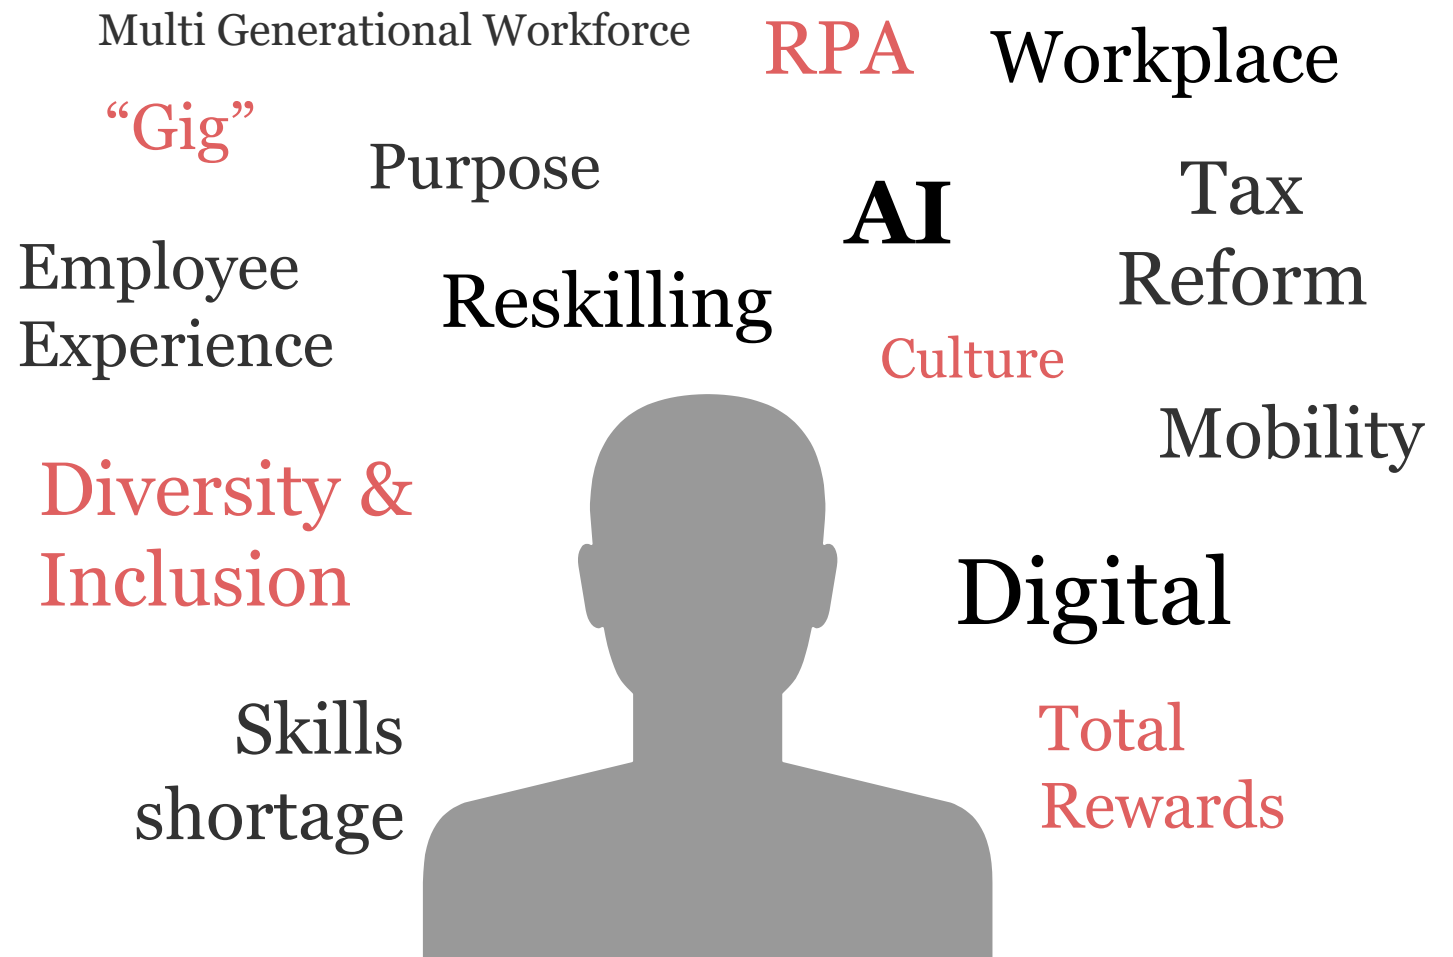 Multi Generational Workforce
RPA
Workplace
“Gig”
Purpose
AI
Tax
Reform
Employee
Experience
Reskilling
Culture
Mobility
Diversity &
Inclusion
Digital
Skills
shortage
Total
Rewards